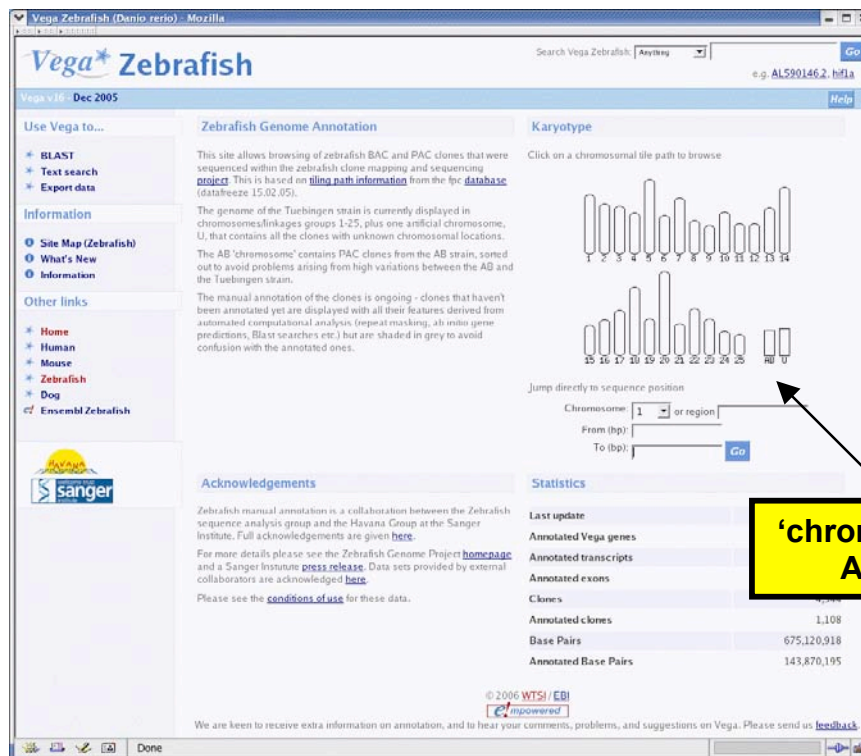 Vega Zebrafish (Danio rerio) - Mozilla
Vega* Zebrafish
Search Vega Zebrafish: Anything Go
e.g. AL590146.2, hif1a
Vega v16 - Dec 2005 Help
Use Vega to...
BLAST
Text search
Export data
Information
Site Map (Zebrafish)
What's New
Information
Other links
Home
Human
Mouse
Zebrafish
Dog
Ensembl Zebrafish
HAVANA
wellcome trust
sanger
institute
Zebrafish Genome Annotation
This site allows browsing of zebrafish BAC and PAC clones that were
sequenced within the zebrafish clone mapping and sequencing
project. This is based on tiling path information from the fpc database
(datafreeze 15.02.05).
The genome of the Tuebingen strain is currently displayed in
chromosomes/linkages groups 1-25, plus one artificial chromosome,
U, that contains all the clones with unknown chromosomal locations.
The AB 'chromosome' contains PAC clones from the AB strain, sorted
out to avoid problems arising from high variations between the AB and
the Tuebingen strain.
The manual annotation of the clones is ongoing - clones that haven't
been annotated yet are displayed with all their features derived from
automated computational analysis (repeat masking, ab initio gene
predictions, Blast searches etc.) but are shaded in grey to avoid
confusion with the annotated ones.
Karyotype
Click on a chromosomal tile path to browse
1 2 3 4 5 6 7 8 9 10 11 12 13 14
15 16 17 18 19 20 21 22 23 24 25 AB U
Jump directly to sequence position
Chromosome: 1 or region
From (bp):
To (bp): Go
Acknowledgements
Zebrafish manual annotation is a collaboration between the Zebrafish
sequence analysis group and the Havana Group at the Sanger
Institute. Full acknowledgements are given here.
For more details please see the Zebrafish Genome Project homepage
and a Sanger Instutute press release. Data sets provided by external
collaborators are acknowledged here.
Please see the conditions of use for these data.
Statistics
Last update
Annotated Vega genes
Annotated transcripts
Annotated exons
Clones
Annotated clones 1,108
Base Pairs 675,120,918
Annotated Base Pairs 143,870,195
'chrom
A
© 2006 WTSI / EBI
e! mpowered
We are keen to receive extra information on annotation, and to hear your comments, problems, and suggestions on Vega. Please send us feedback.
Done